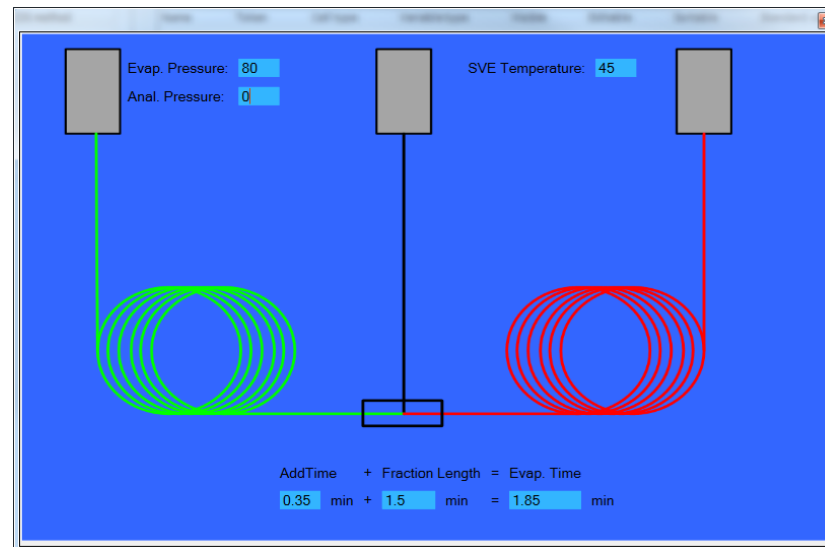 Evap. Pressure: 80 SVE Temperature: 45
Anal. Pressure: 0
AddTime + Fraction Length = Evap. Time
0.35 min + 1.5 min = 1.85 min